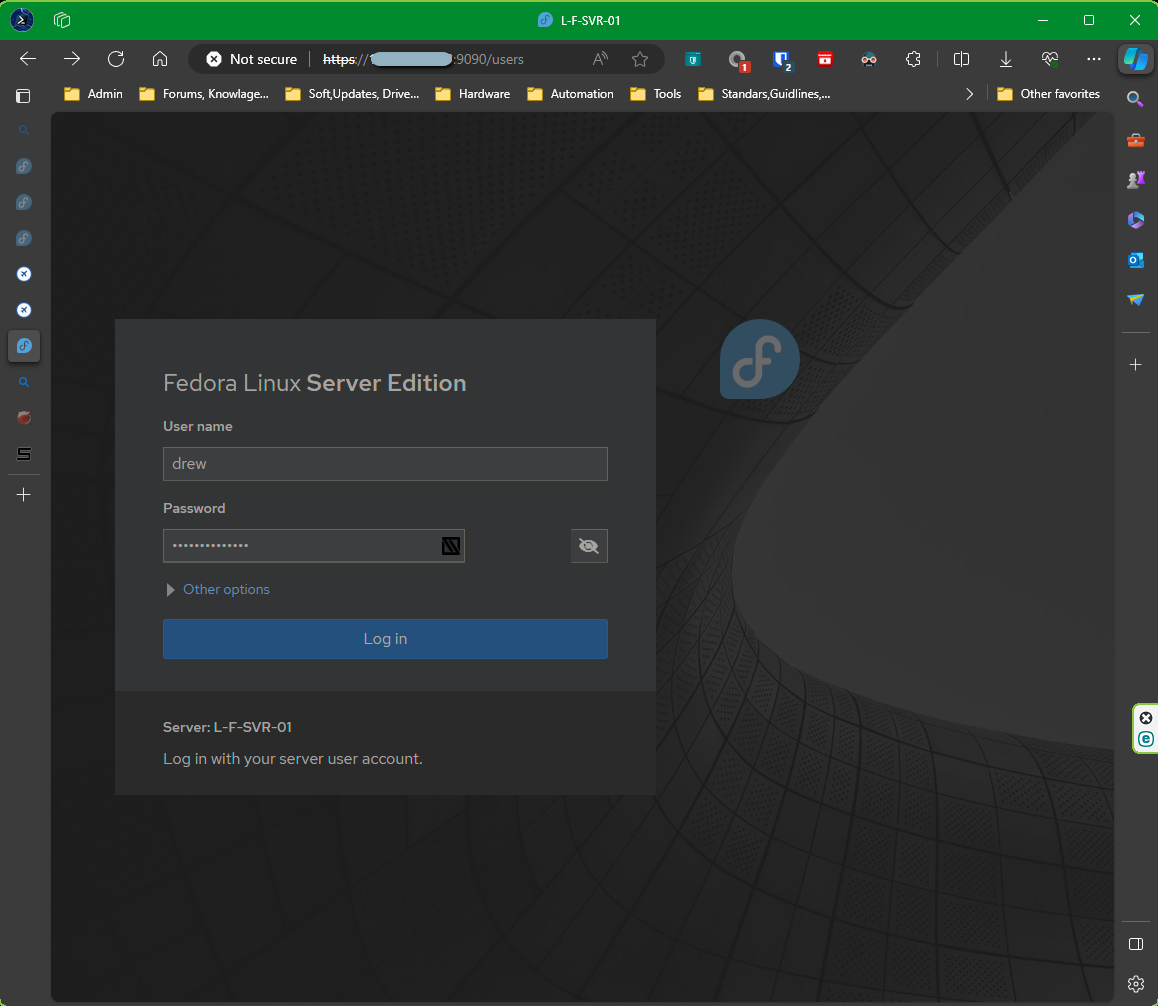 L-F-SVR-01
Not secure
https://
:9090/users
1
2
Admin
Forums, Knowlage...
Soft,Updates, Drive...
Hardware
Automation
Tools
Standars,Guidlines,...
Other favorites
Fedora Linux Server Edition
User name
drew
Password
••••••••••••••
Other options
Log in
Server: L-F-SVR-01
Log in with your server user account.